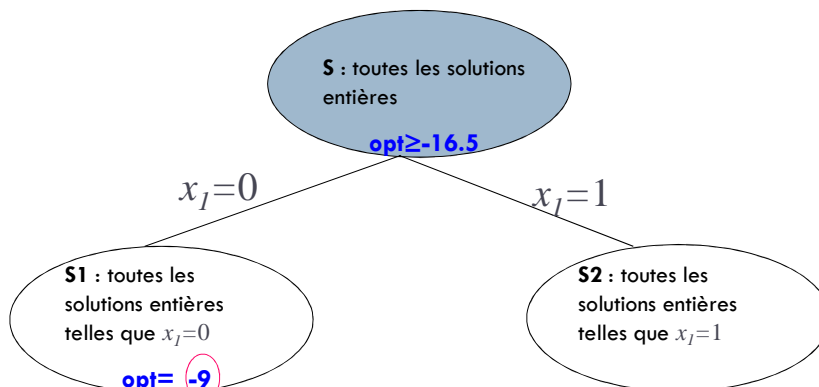 S : toutes les solutions
entières
opt≥-16.5
x1=0
x1=1
S1 : toutes les
solutions entières
telles que x1=0
opt= -9
S2 : toutes les
solutions entières
telles que x1=1